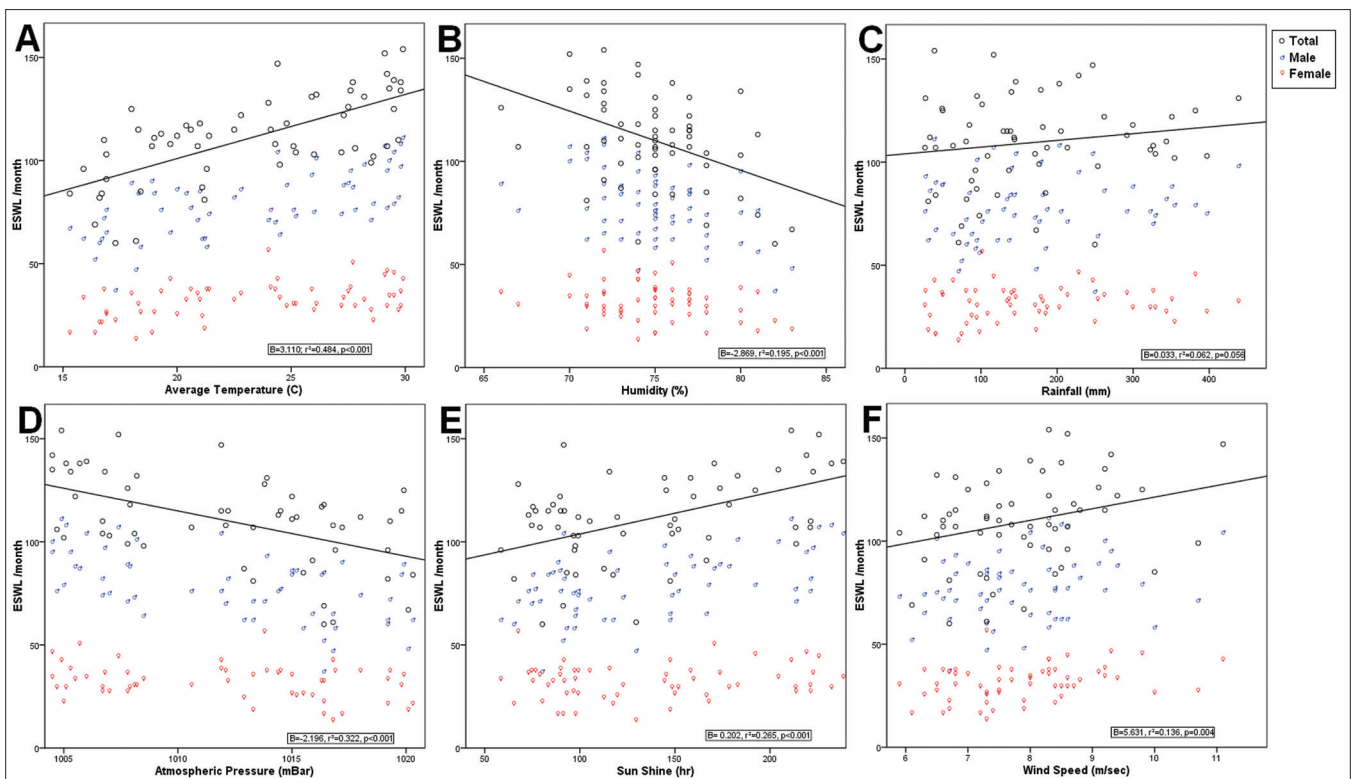 A
B
C
Total
Male
Female
ESWL /month
150
100
50
0
B=3.110; r²=0.484, p<0.001
15
20
25
30
Average Temperature (C)
ESWL /month
150
100
50
0
B=-2.869, r²=0.195, p<0.001
65
70
75
80
85
Humidity (%)
ESWL /month
150
100
50
0
B=0.033, r²=0.062, p=0.056
0
100
200
300
400
Rainfall (mm)
D
E
F
ESWL /month
150
100
50
0
B=-2.196, r²=0.322, p<0.001
1005
1010
1015
1020
Atmospheric Pressure (mBar)
ESWL /month
150
100
50
0
B= 0.202, r²=0.265, p<0.001
50
100
150
200
Sun Shine (hr)
ESWL /month
150
100
50
0
B=5.631, r²=0.136, p=0.004
6
7
8
9
10
11
Wind Speed (m/sec)